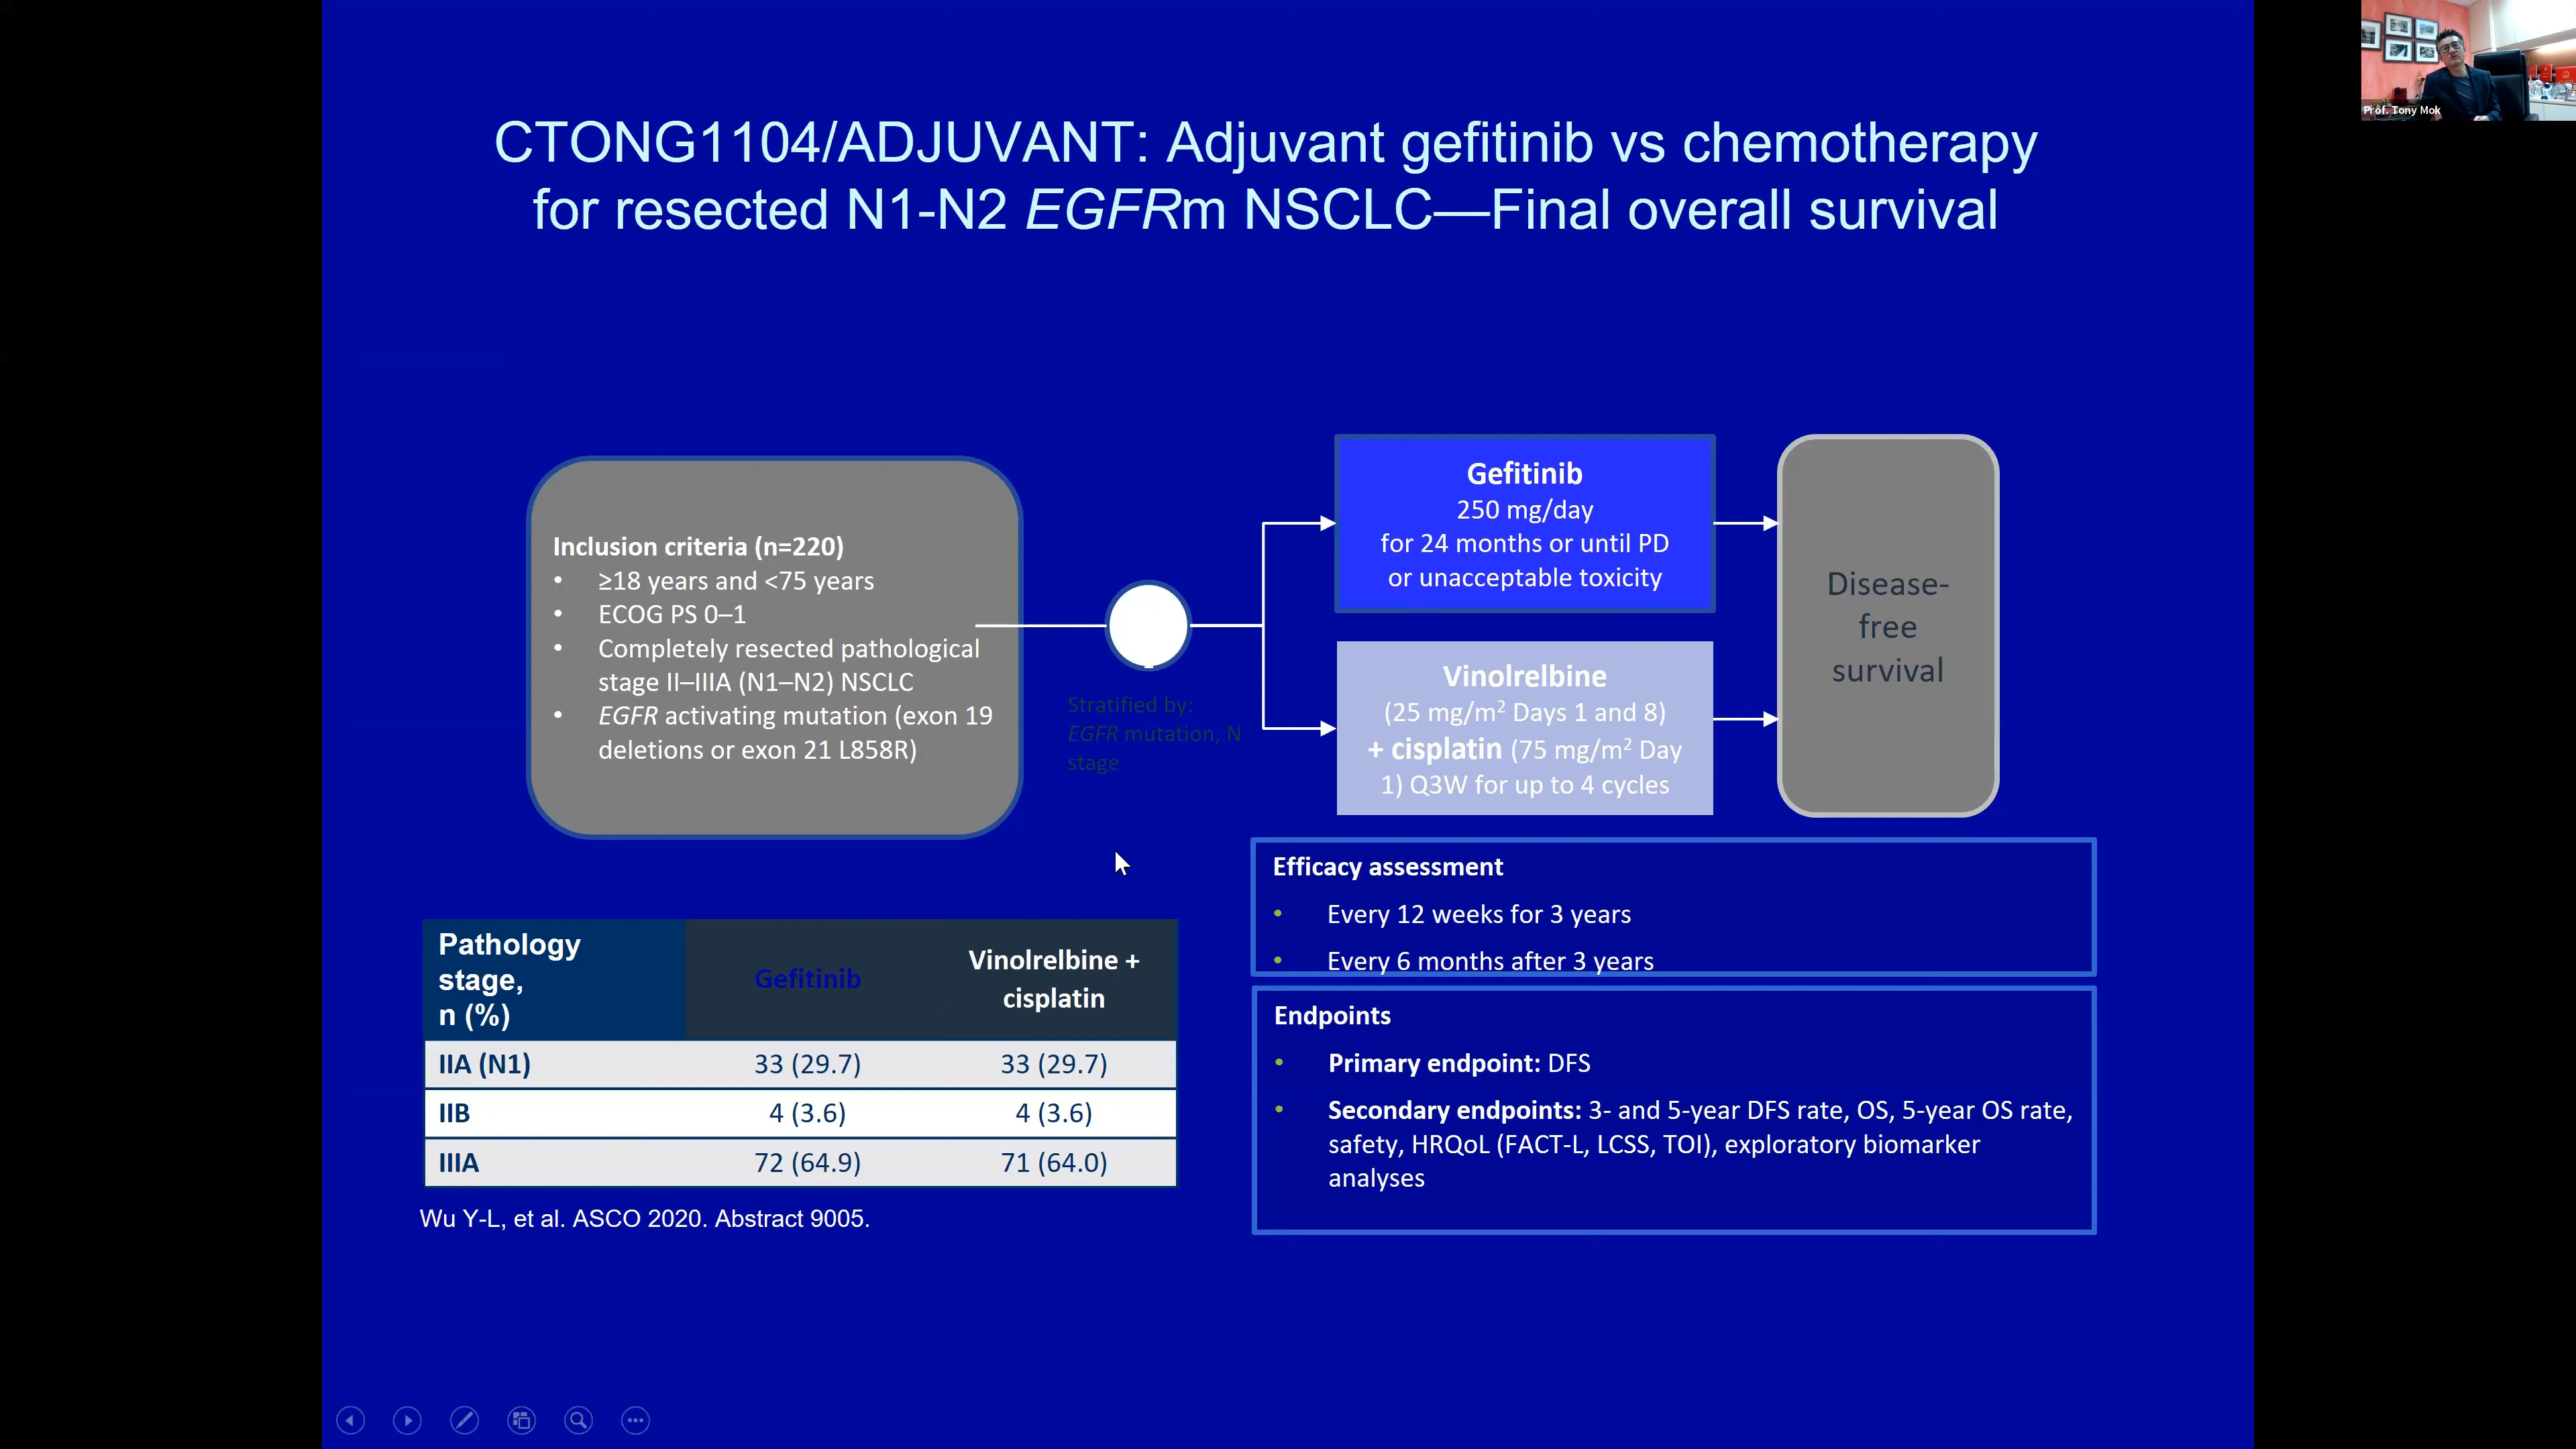 CTONG1104/ADJUVANT: Adjuvant gefitinib vs chemotherapy
for resected N1-N2 EGFRm NSCLC—Final overall survival
Prof. Tony Mok
Inclusion criteria (n=220)
• ≥18 years and <75 years
• ECOG PS 0–1
• Completely resected pathological
stage II–IIIA (N1–N2) NSCLC
• EGFR activating mutation (exon 19
deletions or exon 21 L858R)
Stratified by:
EGFR mutation, N
stage
Gefitinib
250 mg/day
for 24 months or until PD
or unacceptable toxicity
Vinolrelbine
(25 mg/m² Days 1 and 8)
+ cisplatin (75 mg/m² Day
1) Q3W for up to 4 cycles
Disease-
free
survival
Efficacy assessment
• Every 12 weeks for 3 years
• Every 6 months after 3 years
Endpoints
• Primary endpoint: DFS
• Secondary endpoints: 3- and 5-year DFS rate, OS, 5-year OS rate,
safety, HRQoL (FACT-L, LCSS, TOI), exploratory biomarker
analyses
Pathology
stage,
n (%)
Gefitinib
Vinolrelbine +
cisplatin
IIA (N1) 33 (29.7) 33 (29.7)
IIB 4 (3.6) 4 (3.6)
IIIA 72 (64.9) 71 (64.0)
Wu Y-L, et al. ASCO 2020. Abstract 9005.